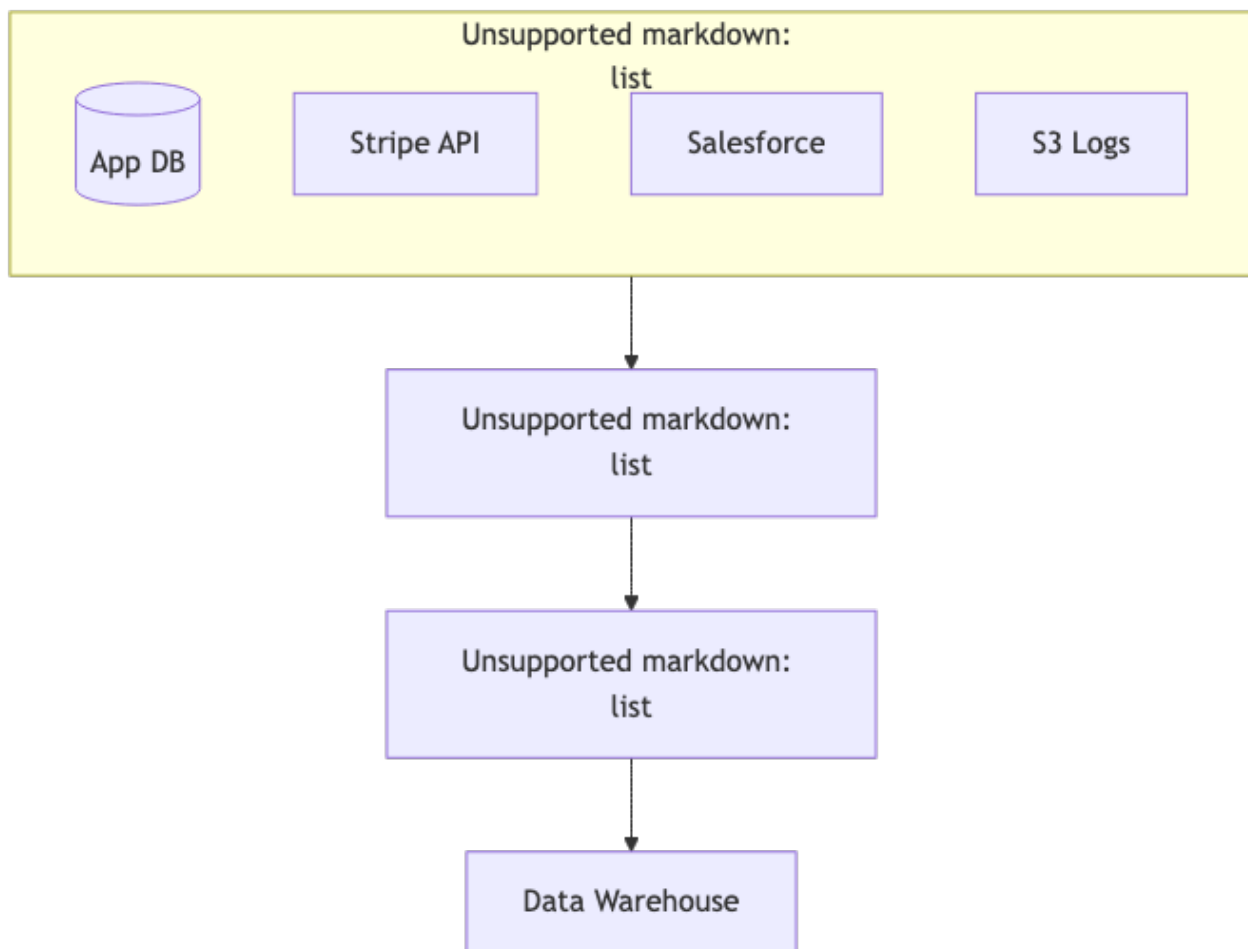 Unsupported markdown:
list
App DB
Stripe API
Salesforce
S3 Logs
Unsupported markdown:
list
Unsupported markdown:
list
Data Warehouse